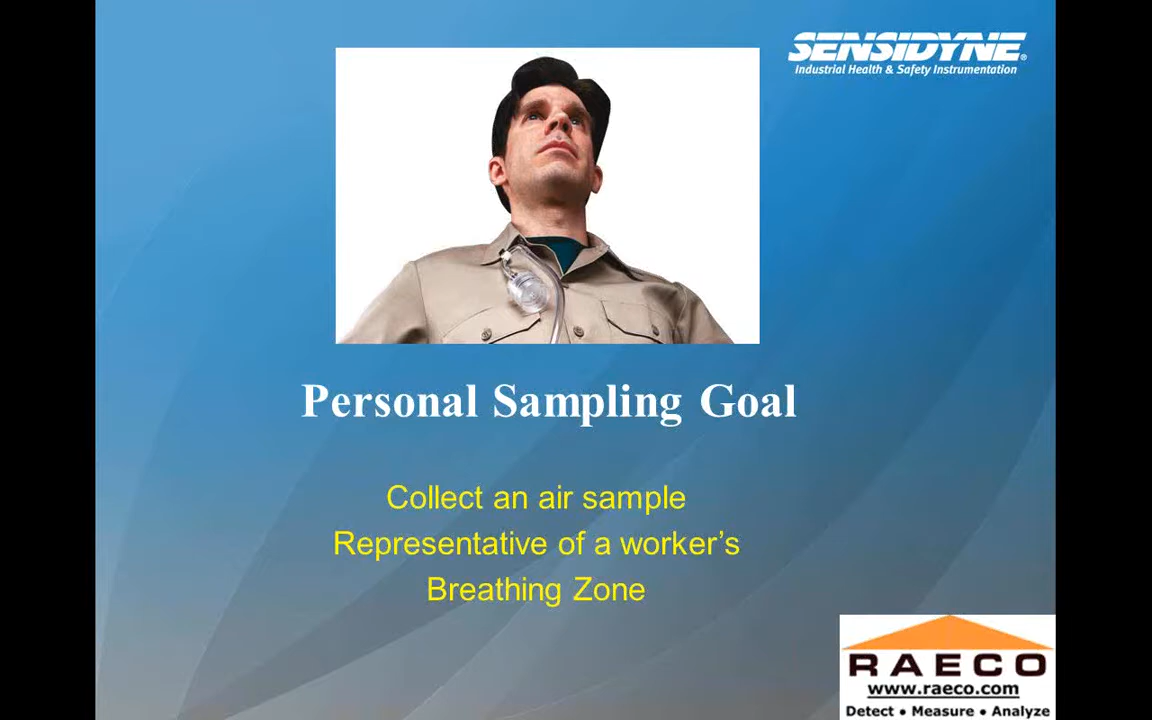 SENSIDYNE®
Industrial Health & Safety Instrumentation
Personal Sampling Goal
Collect an air sample
Representative of a worker’s
Breathing Zone
RAECO
www.raeco.com
Detect • Measure • Analyze